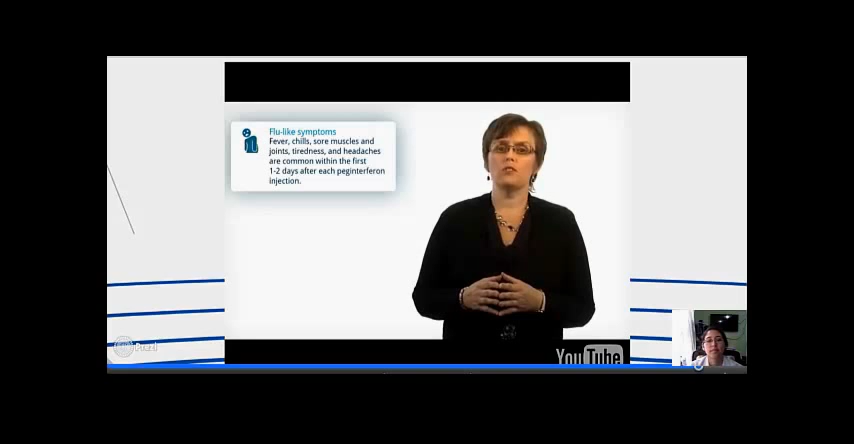 Flu-like symptoms
Fever, chills, sore muscles and
joints, tiredness, and headaches
are common within the first
1-2 days after each peginterferon
injection.
Prezi
YouTube